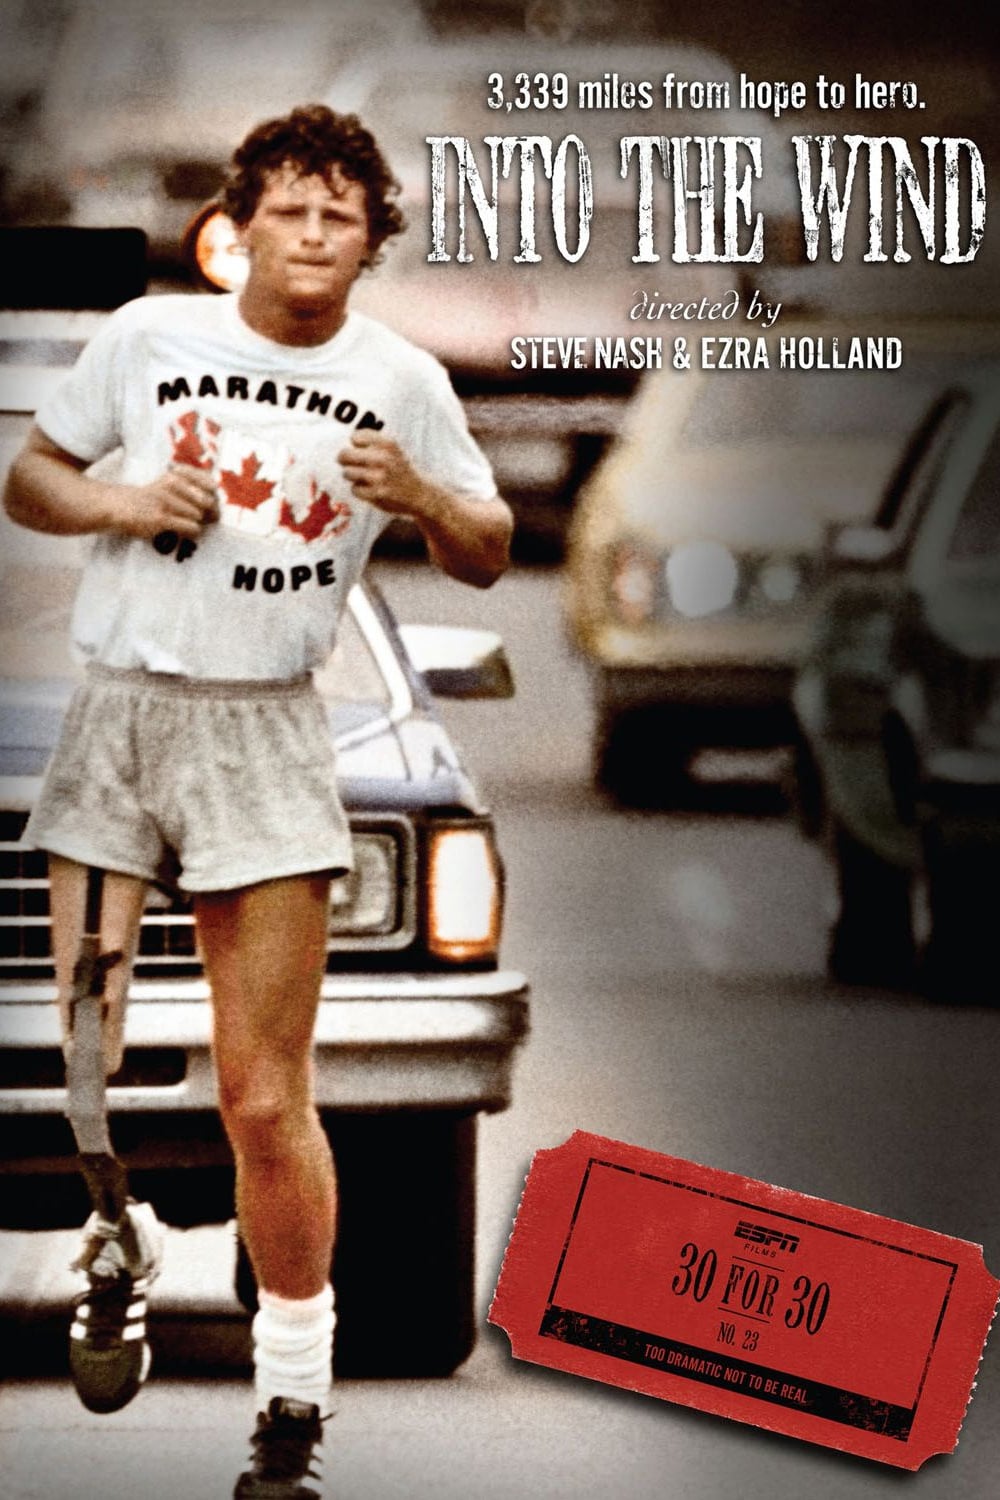 3,339 miles from hope to hero.
INTO THE WIND
directed by
STEVE NASH & EZRA HOLLAND
MARATHON
OF HOPE
ESPN
FILMS
30 FOR 30
NO. 23
TOO DRAMATIC NOT TO BE REAL